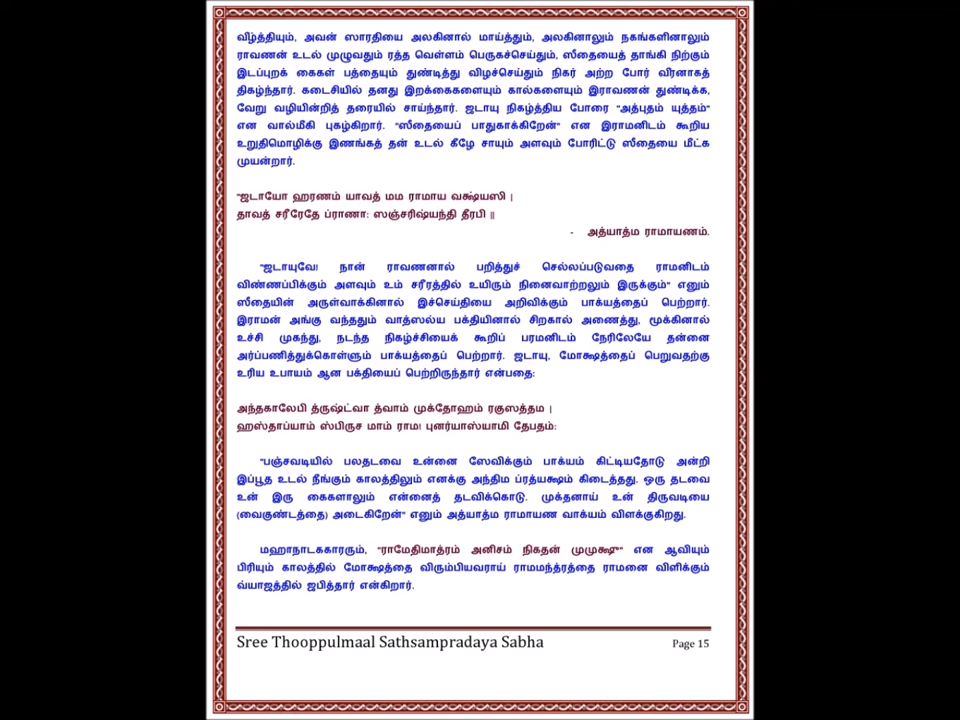 வீழ்த்தியும், அவன் ஸாரதியை அலகினால் மாய்த்தும், அலகினாலும் நகங்களினாலும்
ராவணன் உடல் முழுவதும் ரத்த வெள்ளம் பெருகச்செய்தும், ஸீதையைத் தாங்கி நிற்கும்
இடப்புறக் கைகள் பத்தையும் துண்டித்து விழச்செய்தும் நிகர் அற்ற போர் வீரனாகத்
திகழ்ந்தார். கடைசியில் தனது இறக்கைகளையும் கால்களையும் இராவணன் துண்டிக்க,
வேறு வழியின்றித் தரையில் சாய்ந்தார். ஜடாயு நிகழ்த்திய போரை "அத்புதம் யுத்தம்"
என வால்மீகி புகழ்கிறார். "ஸீதையைப் பாதுகாக்கிறேன்" என இராமனிடம் கூறிய
உறுதிமொழிக்கு இணங்கத் தன் உடல் கீழே சாயும் அளவும் போரிட்டு ஸீதையை மீட்க
முயன்றார்.
"ஜடாயோ ஹரணம் யாவத் மம ராமாய வக்ஷ்யஸி |
தாவத் சரீரேதே ப்ராணா: ஸஞ்சரிஷ்யந்தி தீரபி ||
- அத்யாத்ம ராமாயணம்.
"ஜடாயுவே! நான் ராவணனால் பறித்துச் செல்லப்படுவதை ராமனிடம்
விண்ணப்பிக்கும் அளவும் உம் சரீரத்தில் உயிரும் நினைவாற்றலும் இருக்கும்" எனும்
ஸீதையின் அருள்வாக்கினால் இச்செய்தியை அறிவிக்கும் பாக்யத்தைப் பெற்றார்.
இராமன் அங்கு வந்ததும் வாத்ஸல்ய பக்தியினால் சிறகால் அணைத்து, மூக்கினால்
உச்சி முகந்து, நடந்த நிகழ்ச்சியைக் கூறிப் பரமனிடம் நேரிலேயே தன்னை
அர்ப்பணித்துக்கொள்ளும் பாக்யத்தைப் பெற்றார். ஜடாயு, மோக்ஷத்தைப் பெறுவதற்கு
உரிய உபாயம் ஆன பக்தியைப் பெற்றிருந்தார் என்பதை:
அந்தகாலேபி த்ருஷ்ட்வா த்வாம் முக்தோஹம் ரகுஸத்தம |
ஹஸ்தாப்யாம் ஸ்பிருச மாம் ராம! புனர்யாஸ்யாமி தேபதம்:
"பஞ்சவடியில் பலதடவை உன்னை ஸேவிக்கும் பாக்யம் கிட்டியதோடு அன்றி
இப்பூத உடல் நீங்கும் காலத்திலும் எனக்கு அந்திம ப்ரத்யக்ஷம் கிடைத்தது. ஒரு தடவை
உன் இரு கைகளாலும் என்னைத் தடவிக்கொடு. முக்தனாய் உன் திருவடியை
(வைகுண்டத்தை) அடைகிறேன்" எனும் அத்யாத்ம ராமாயண வாக்யம் விளக்குகிறது.
மஹாநாடககாரரும், "ராமேதிமாத்ரம் அனிசம் நிகதன் முமுக்ஷு" என ஆவியும்
பிரியும் காலத்தில் மோக்ஷத்தை விரும்பியவராய் ராமமந்த்ரத்தை ராமனை விளிக்கும்
வ்யாஜத்தில் ஜபித்தார் என்கிறார்.
Sree Thooppulmaal Sathsampradaya Sabha Page 15